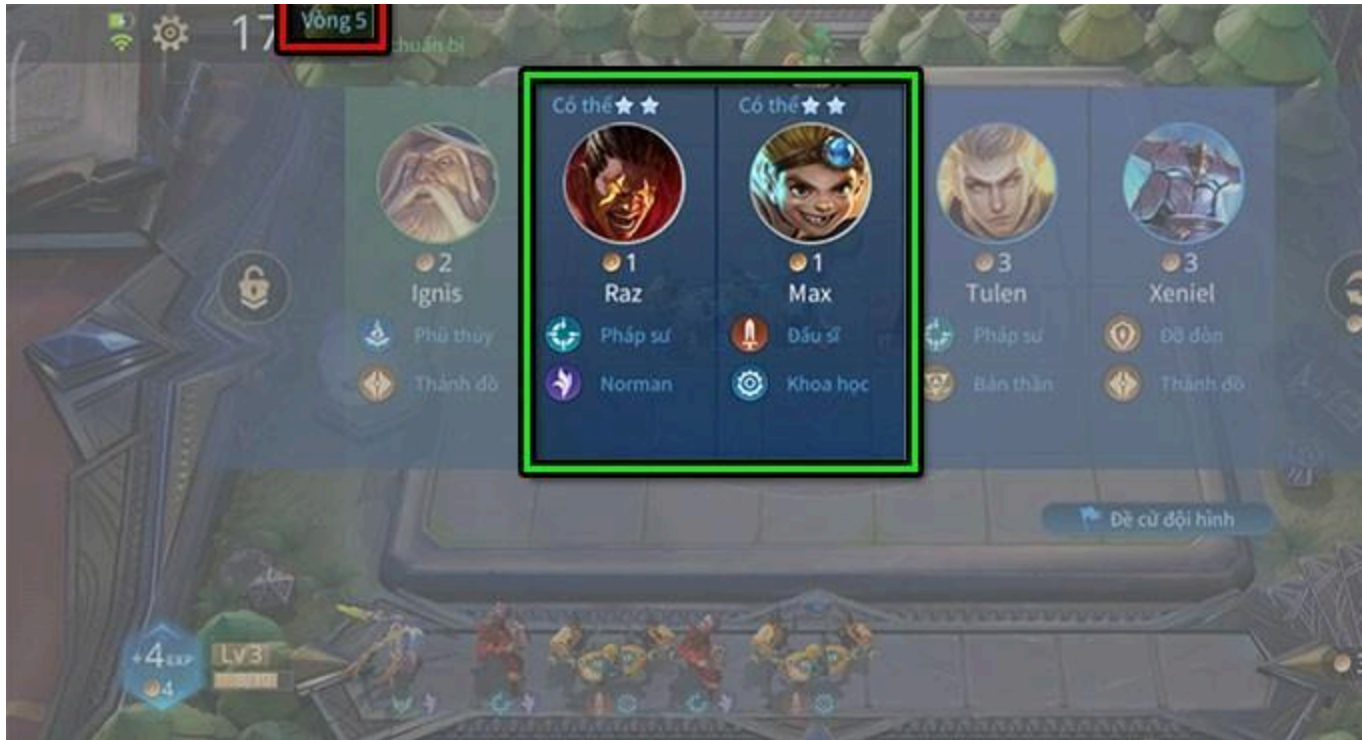 17
Vòng 5
chuẩn bị
Có thể
Có thể
2
Ignis
Phù thủy
Thánh đồ
1
Raz
Pháp sư
Norman
1
Max
Đấu sĩ
Khoa học
3
Tulen
Pháp sư
Bán thần
3
Xeniel
Đỡ đòn
Thánh đồ
Đề cử đội hình
+4 EXP
4
Lv3